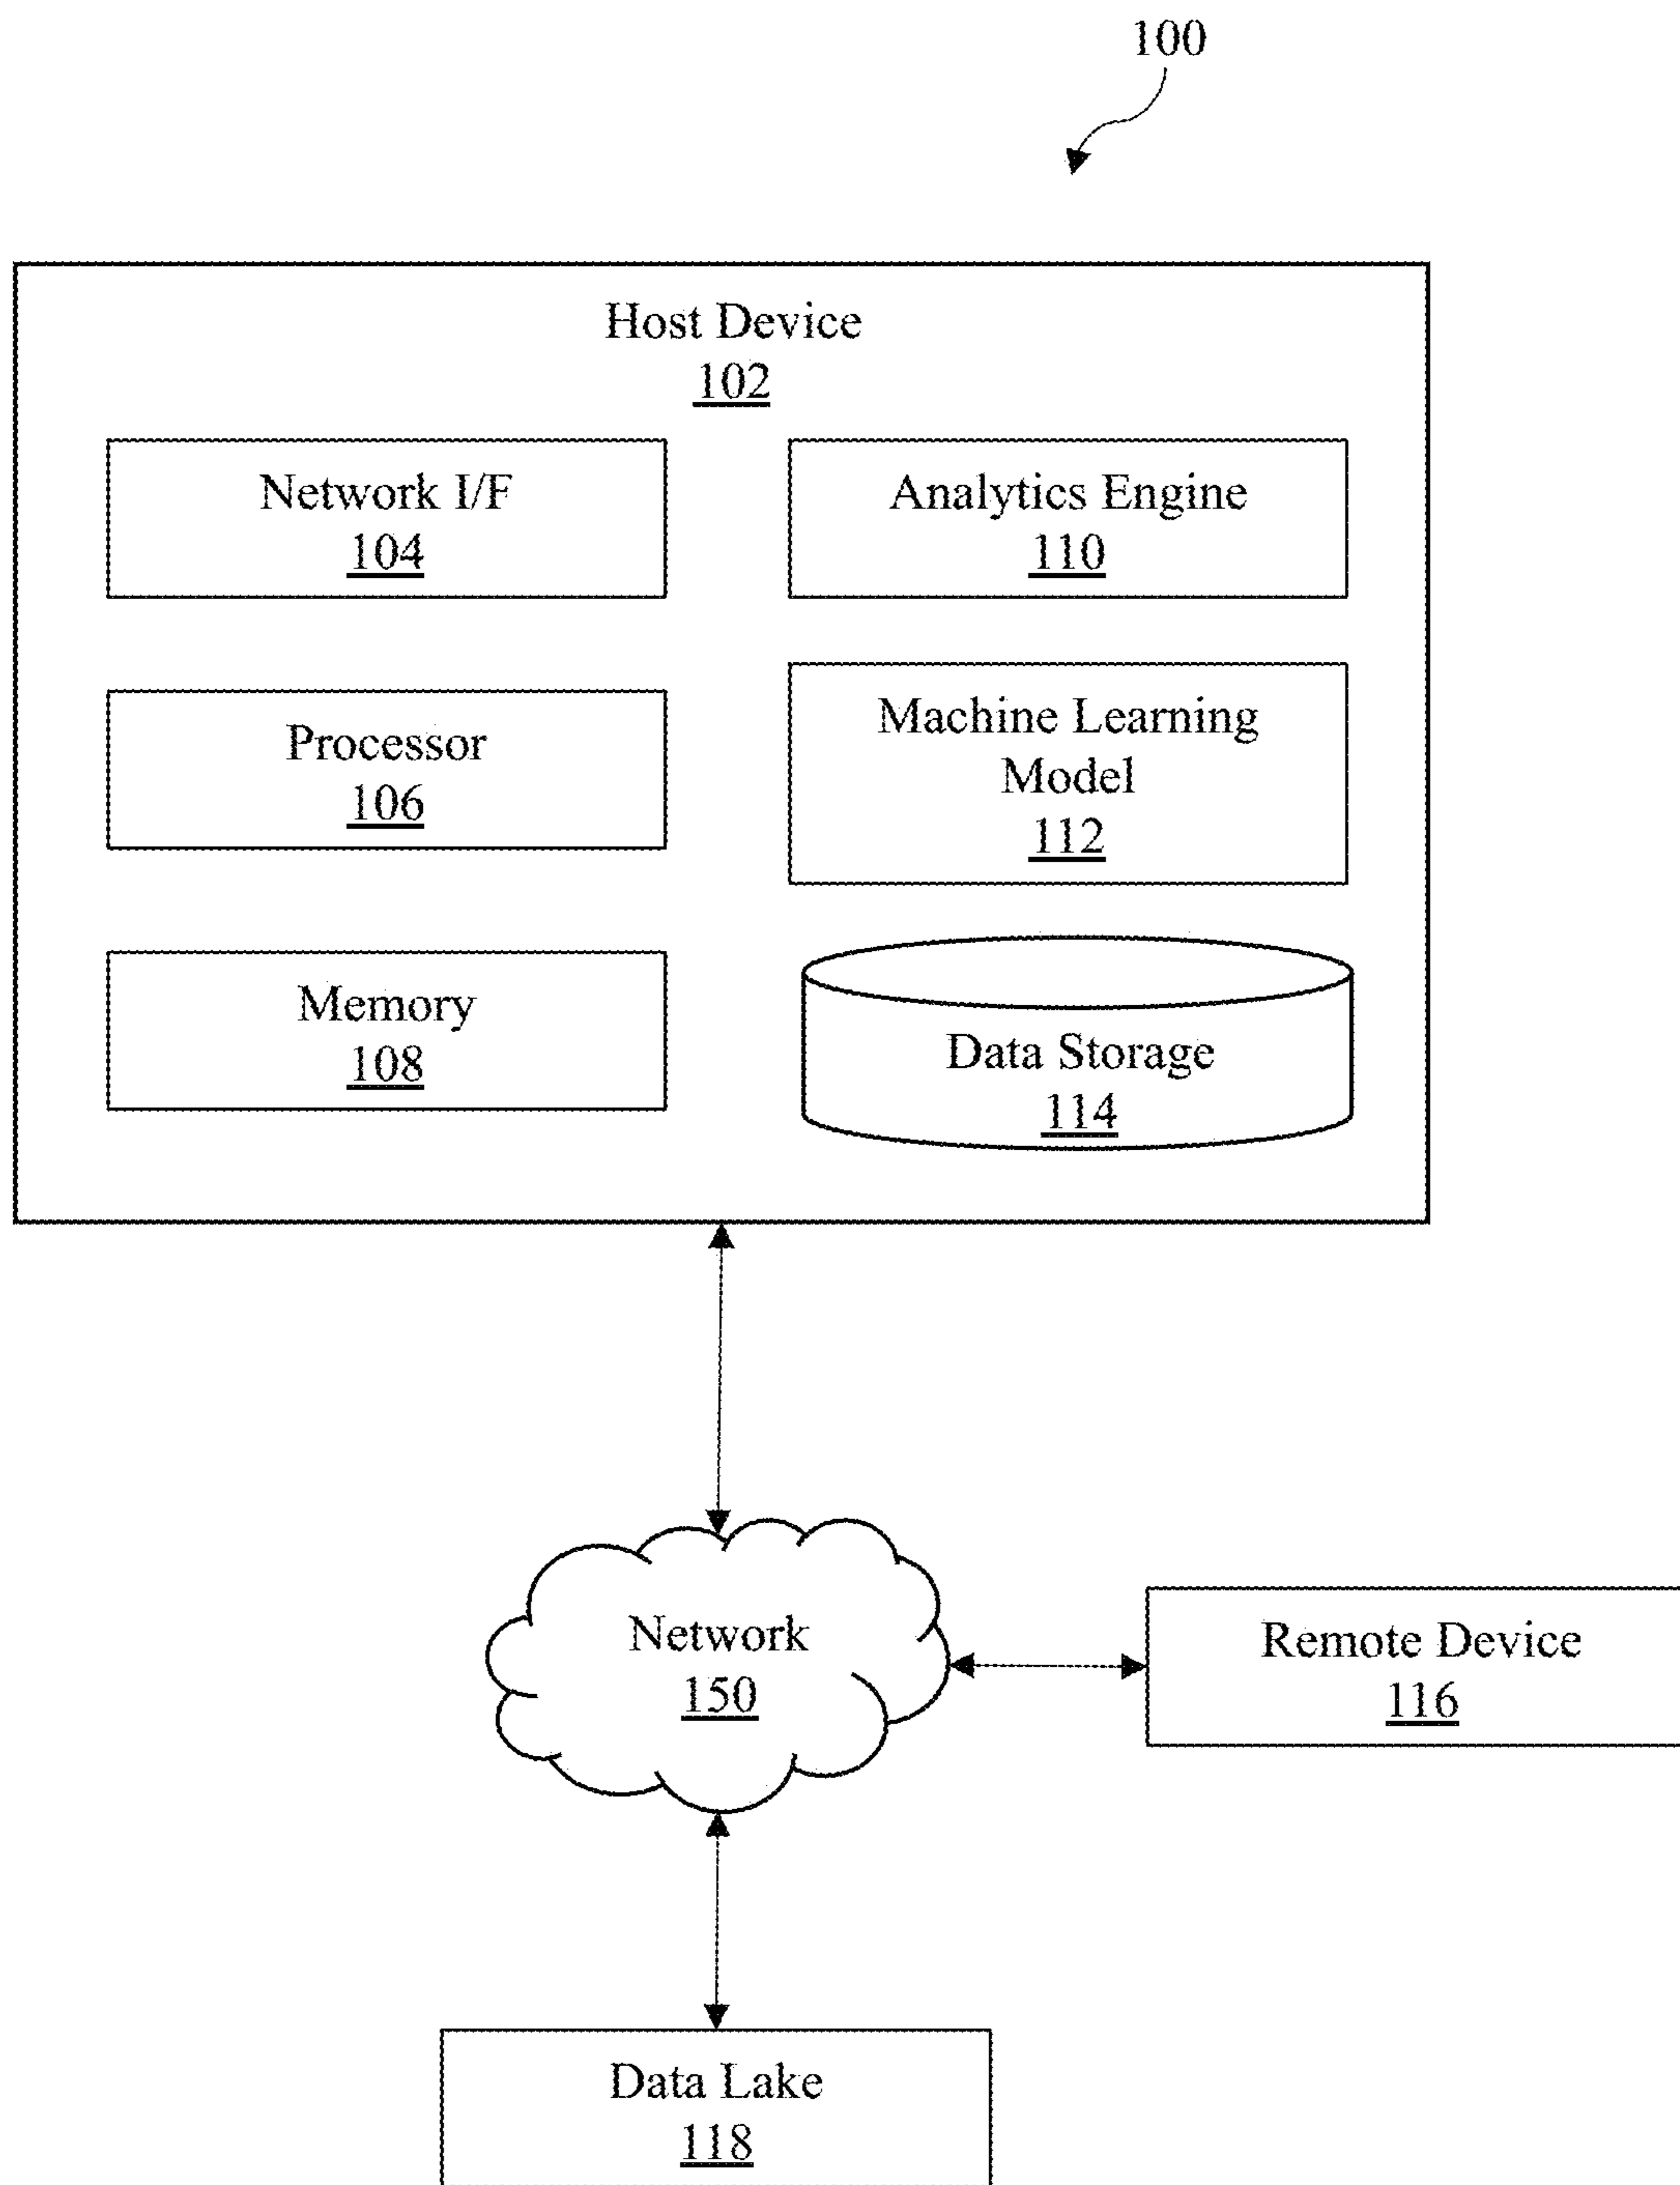 100
Host Device
102
Network I/F
104
Analytics Engine
110
Processor
106
Machine Learning
Model
112
Memory
108
Data Storage
114
Network
150
Remote Device
116
Data Lake
118